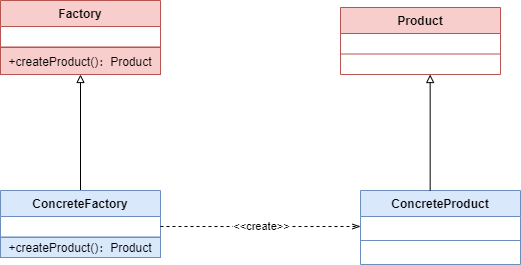 Factory
+createProduct(): Product
Product
ConcreteFactory
+createProduct(): Product
<<create>>
ConcreteProduct